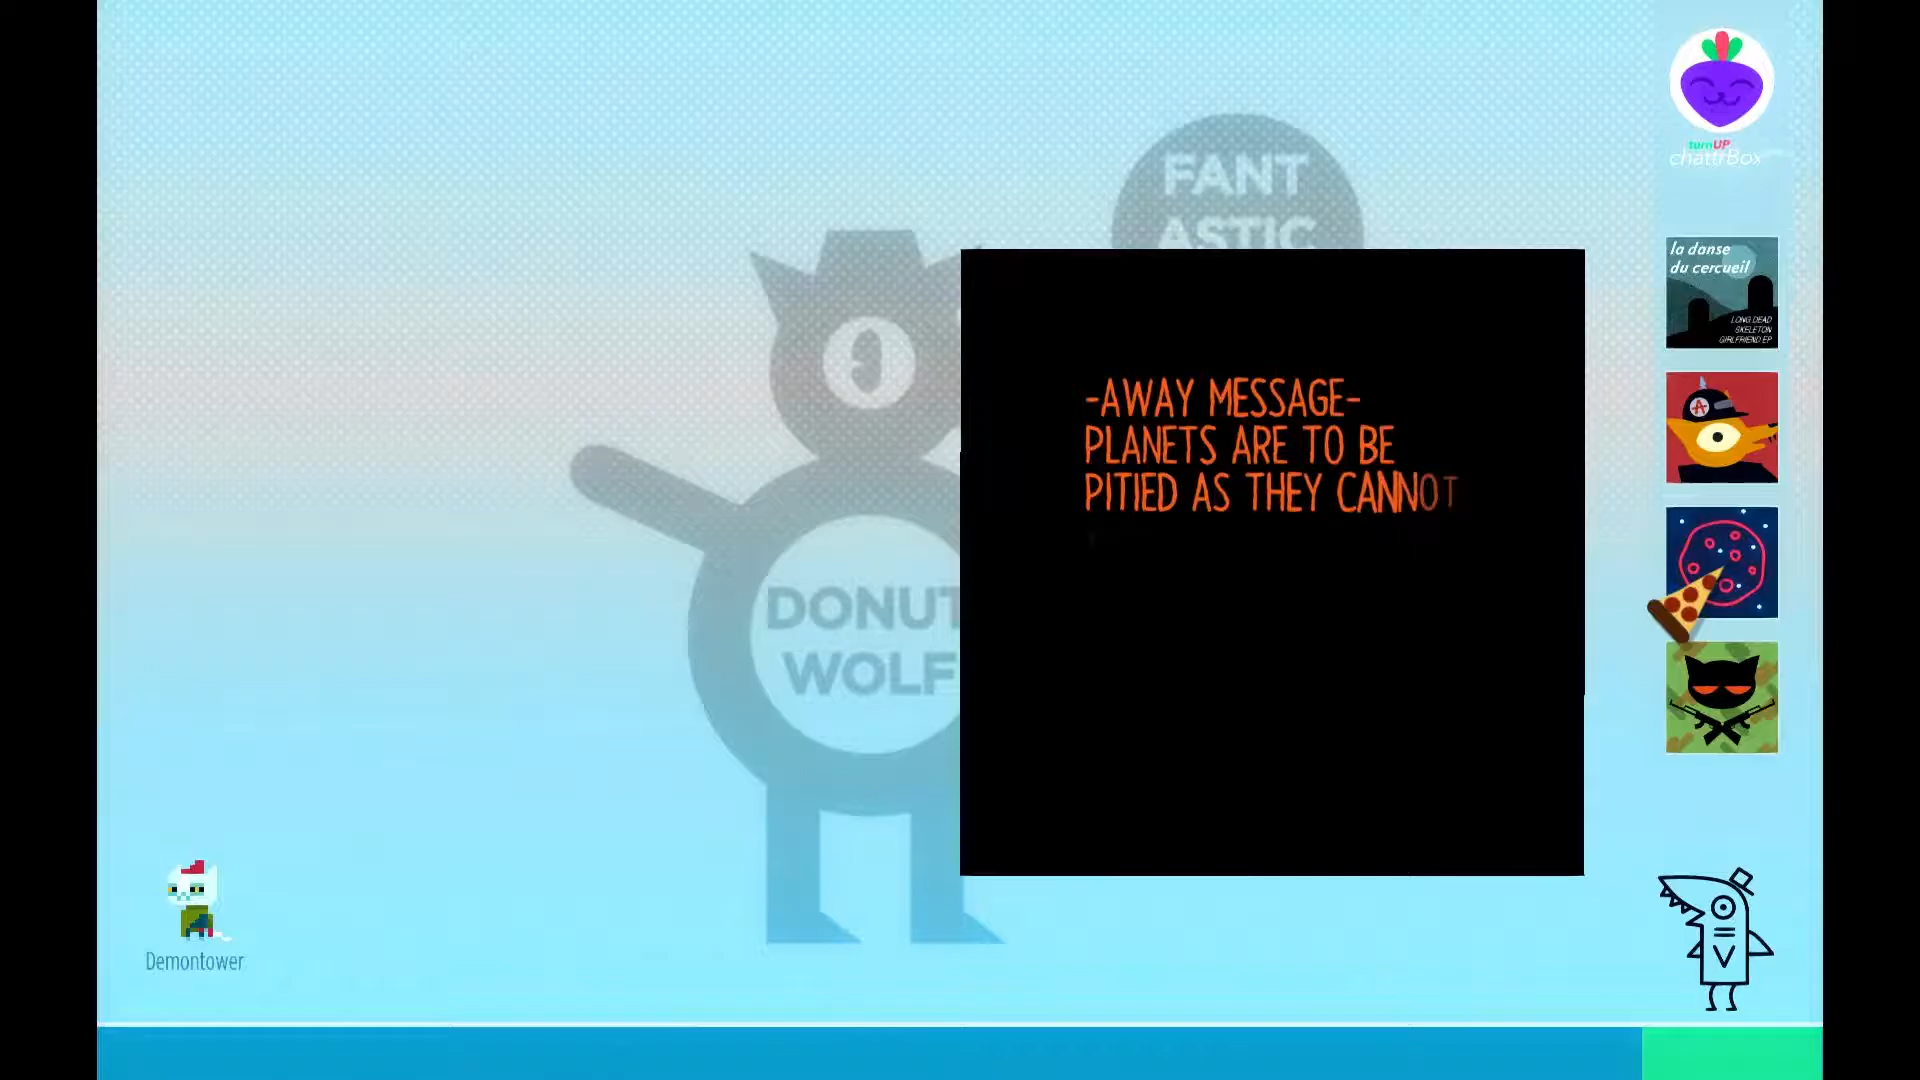 FANT
ASTIC
turnUP
chattrBox
la danse
du cercueil
LONG DEAD
SKELETON
GIRLFRIEND EP
-AWAY MESSAGE-
PLANETS ARE TO BE
PITIED AS THEY CANNOT
DONUT
WOLF
Demontower